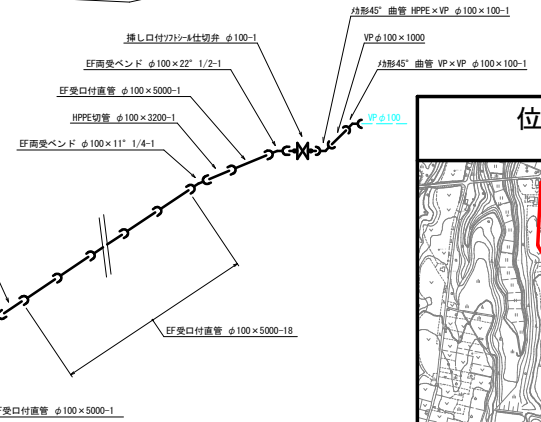 ﾒｶ形45° 曲管 HPPE×VP φ100×100-1
挿し口付ｿﾌﾄｼｰﾙ仕切弁 φ100-1
VPφ100×1000
EF両受ベンド φ100×22° 1/2-1
ﾒｶ形45° 曲管 VP×VP φ100×100-1
EF受口付直管 φ100×5000-1
HPPE切管 φ100×3200-1
VPφ100
位
EF両受ベンド φ100×11° 1/4-1
EF受口付直管 φ100×5000-18
F受口付直管 φ100×5000-1